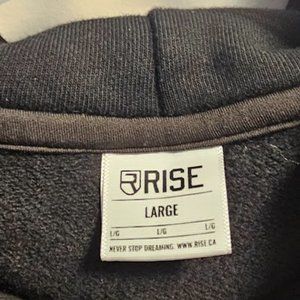 RISE
LARGE
L/G L/G L/G
NEVER STOP DREAMING. WWW.RISE.CA